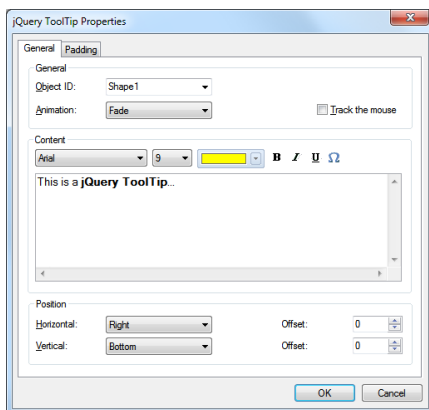 jQuery ToolTip Properties
General Padding
General
Object ID: Shape1
Animation: Fade Track the mouse
Content
Arial 9 B I U Ω
This is a jQuery ToolTip...
Position
Horizontal: Right Offset: 0
Vertical: Bottom Offset: 0
OK Cancel